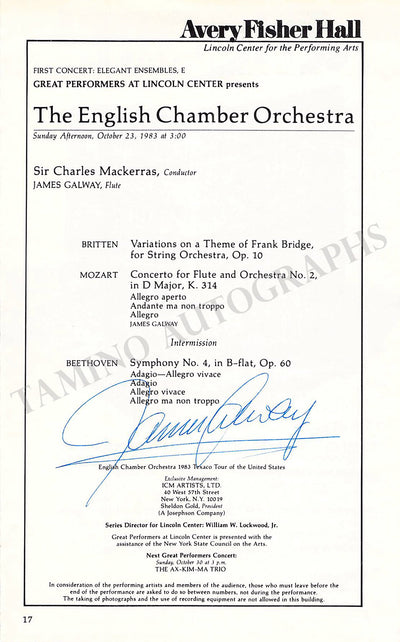 Avery Fisher Hall
Lincoln Center for the Performing Arts
FIRST CONCERT: ELEGANT ENSEMBLES, E
GREAT PERFORMERS AT LINCOLN CENTER presents
The English Chamber Orchestra
Sunday Afternoon, October 23, 1983 at 3:00
Sir Charles Mackerras, Conductor
JAMES GALWAY, Flute
BRITTEN Variations on a Theme of Frank Bridge,
for String Orchestra, Op. 10
MOZART Concerto for Flute and Orchestra No. 2,
in D Major, K. 314
Allegro aperto
Andante ma non troppo
Allegro
JAMES GALWAY
Intermission
BEETHOVEN Symphony No. 4, in B-flat, Op. 60
Adagio—Allegro vivace
Adagio
Allegro vivace
Allegro ma non troppo
James Galway
English Chamber Orchestra 1983 Texaco Tour of the United States
Exclusive Management:
ICM ARTISTS, LTD.
40 West 57th Street
New York, N.Y. 10019
Sheldon Gold, President
(A Josephson Company)
Series Director for Lincoln Center: William W. Lockwood, Jr.
Great Performers at Lincoln Center is presented with the
assistance of the New York State Council on the Arts.
Next Great Performers Concert:
Sunday, October 30 at 3 p.m.
THE AX-KIM-MA TRIO
In consideration of the performing artists and members of the audience, those who must leave before the
end of the performance are asked to do so between numbers, not during the performance.
The taking of photographs and the use of recording equipment are not allowed in this building.
17
TAMINO AUTOGRAPHS